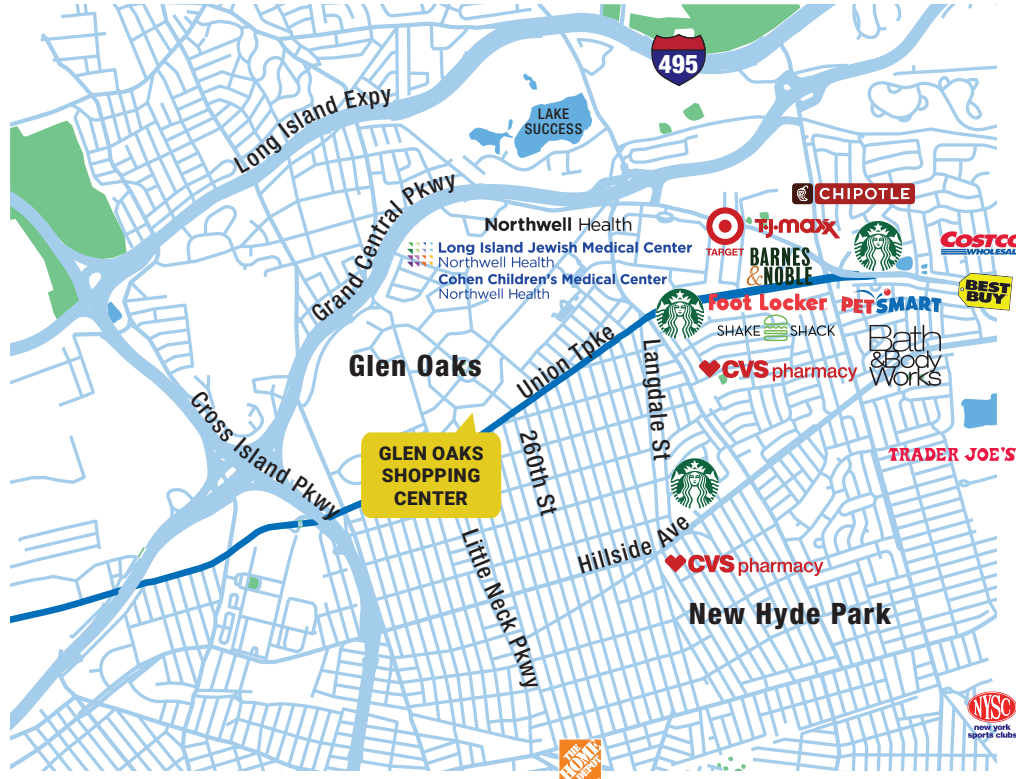 495
Long Island Expy
LAKE
SUCCESS
Grand Central Pkwy
CHIPOTLE
Northwell Health
TARGET
T.J.maxx
Long Island Jewish Medical Center
Northwell Health
BARNES
&NOBLE
COSTCO
WHOLESAL
Cohen Children's Medical Center
Northwell Health
BEST
BUY
Foot Locker
PETSMART
SHAKE SHACK
Bath
&Body
Works
Union Tpke
Langdale St
Glen Oaks
CVS pharmacy
Cross Island Pkwy
GLEN OAKS
SHOPPING
CENTER
260th St
TRADER JOE'S
Little Neck Pkwy
Hillside Ave
CVS pharmacy
New Hyde Park
NYSC
new york
sports clubs
THE
HOME
DEPOT